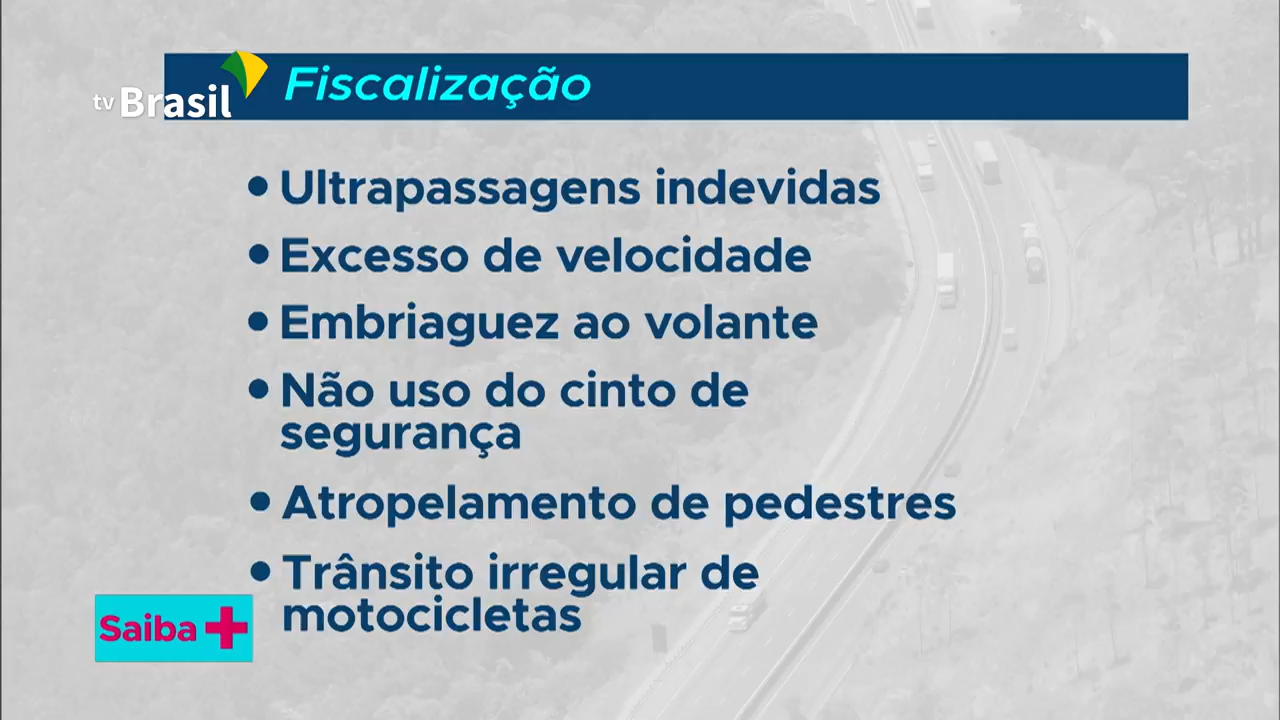 tv Brasil
Fiscalização
• Ultrapassagens indevidas
• Excesso de velocidade
• Embriaguez ao volante
• Não uso do cinto de
segurança
• Atropelamento de pedestres
• Trânsito irregular de
motocicletas
Saiba +